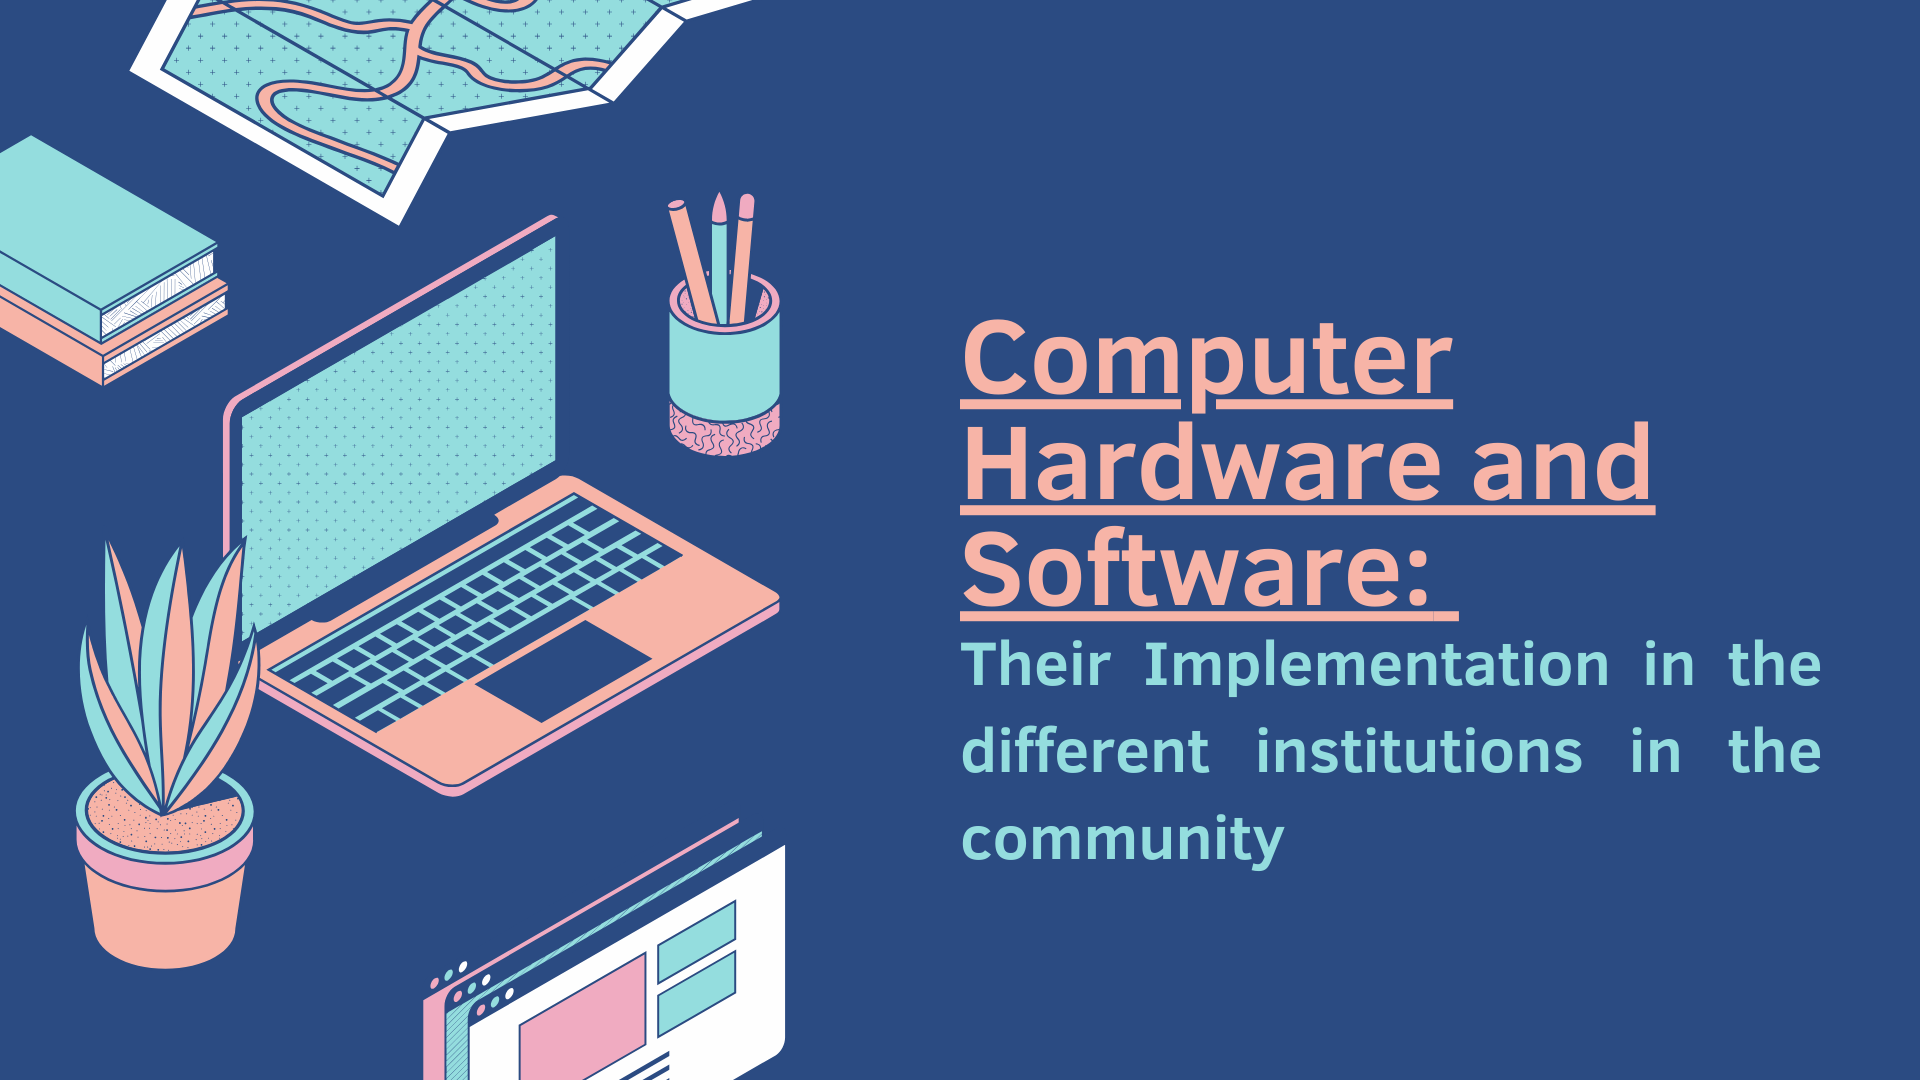 Computer
Hardware and
Software:
Their Implementation in the
different institutions in the
community